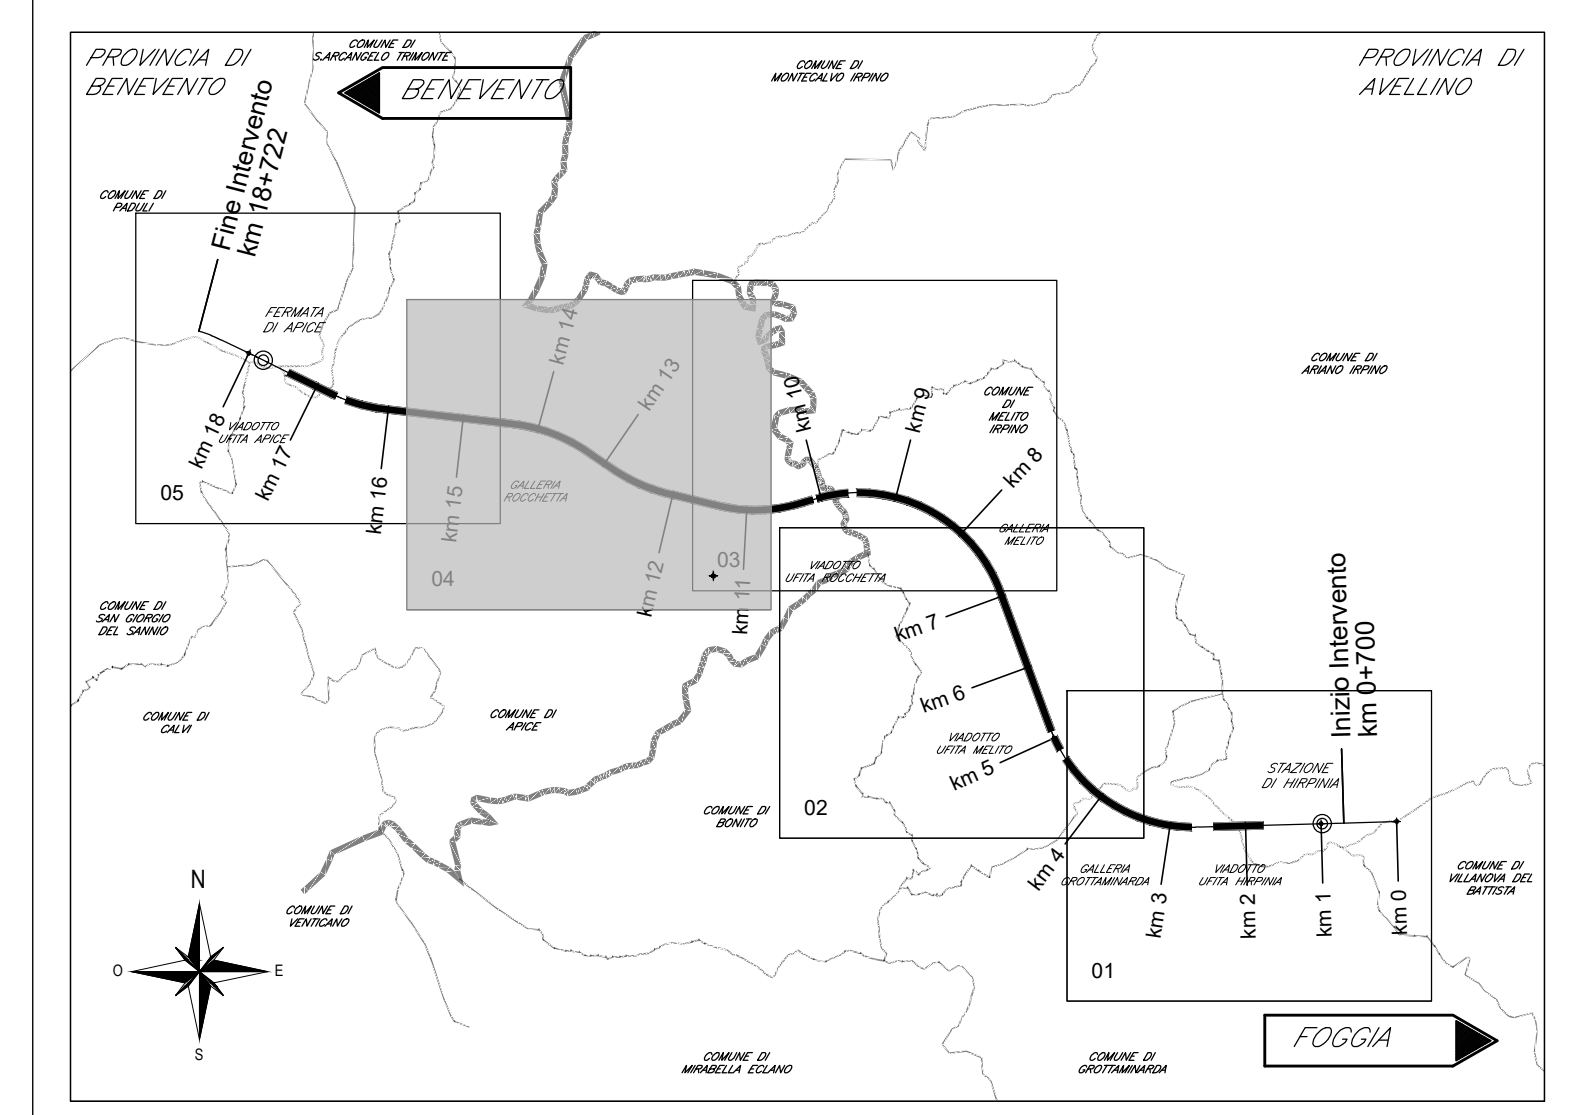 PROVINCIA DI
BENEVENTO
COMUNE DI
S.ARCANGELO TRIMONTE
BENEVENTO
COMUNE DI
MONTECALVO IRPINO
PROVINCIA DI
AVELLINO
Fine Intervento
km 18+722
COMUNE DI
PADULI
FERMATA
DI APICE
km 14
km 13
km 10
km 9
COMUNE
DI
MELITO
IRPINO
COMUNE DI
ARIANO IRPINO
km 18
VIADOTTO
UFITA APICE
km 17
05
km 16
km 15
GALLERIA
ROCCHETTA
km 8
GALLERIA
MELITO
04
km 12
03
km 11
VIADOTTO
UFITA ROCCHETTA
COMUNE DI
SAN GIORGIO
DEL SANNIO
km 7
Inizio Intervento
km 0+700
COMUNE DI
CALVI
COMUNE DI
APICE
km 6
VIADOTTO
UFITA MELITO
km 5
STAZIONE
DI HIRPINIA
COMUNE DI
BONITO
02
km 4
GALLERIA
GROTTAMINARDA
km 3
VIADOTTO
UFITA HIRPINIA
km 2
km 1
km 0
COMUNE DI
VILLANOVA DEL
BATTISTA
N
O
E
S
COMUNE DI
VENTICANO
01
FOGGIA
COMUNE DI
MIRABELLA ECLANO
COMUNE DI
GROTTAMINARDA